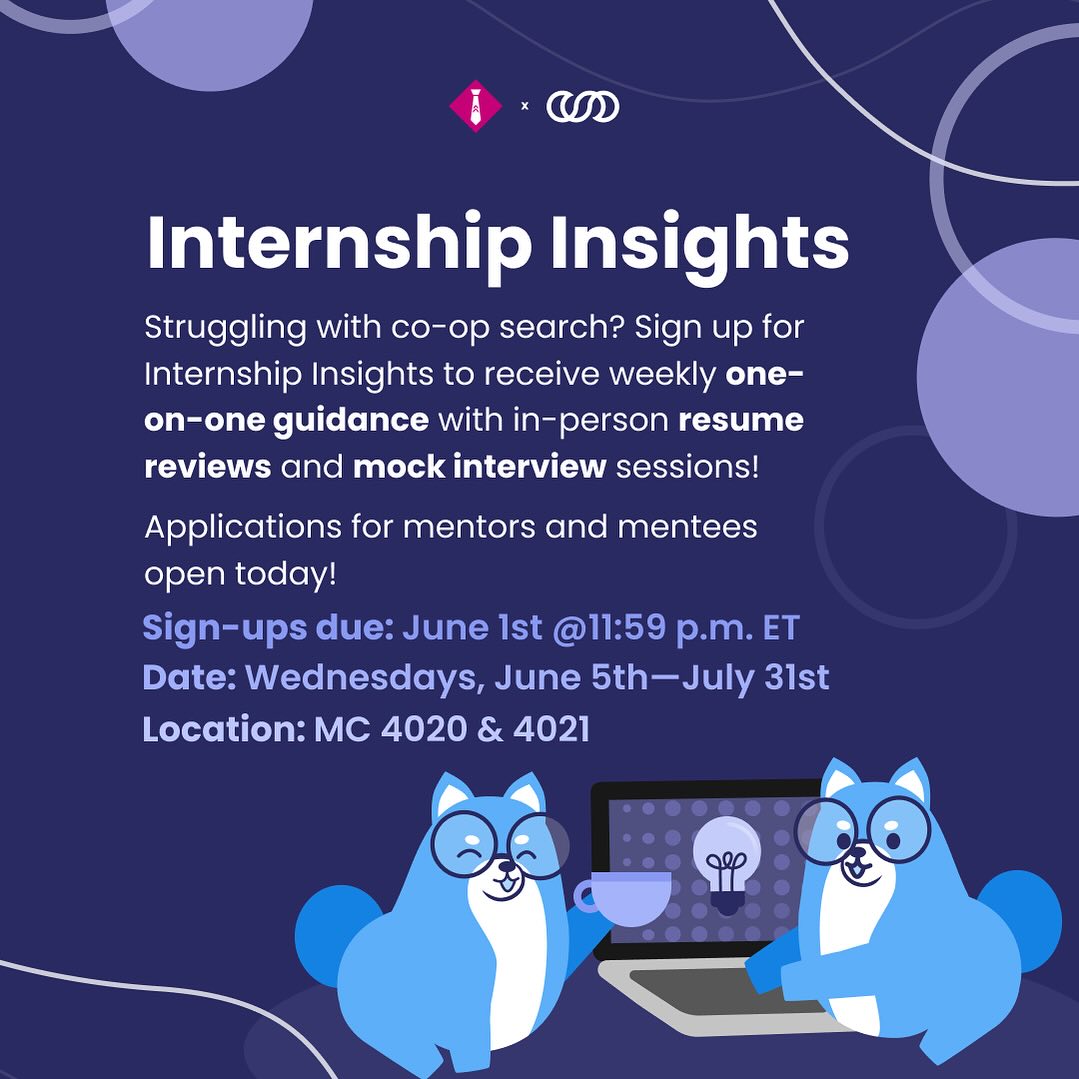 x
Internship Insights
Struggling with co-op search? Sign up for
Internship Insights to receive weekly one-
on-one guidance with in-person resume
reviews and mock interview sessions!
Applications for mentors and mentees
open today!
Sign-ups due: June 1st @11:59 p.m. ET
Date: Wednesdays, June 5th—July 31st
Location: MC 4020 & 4021